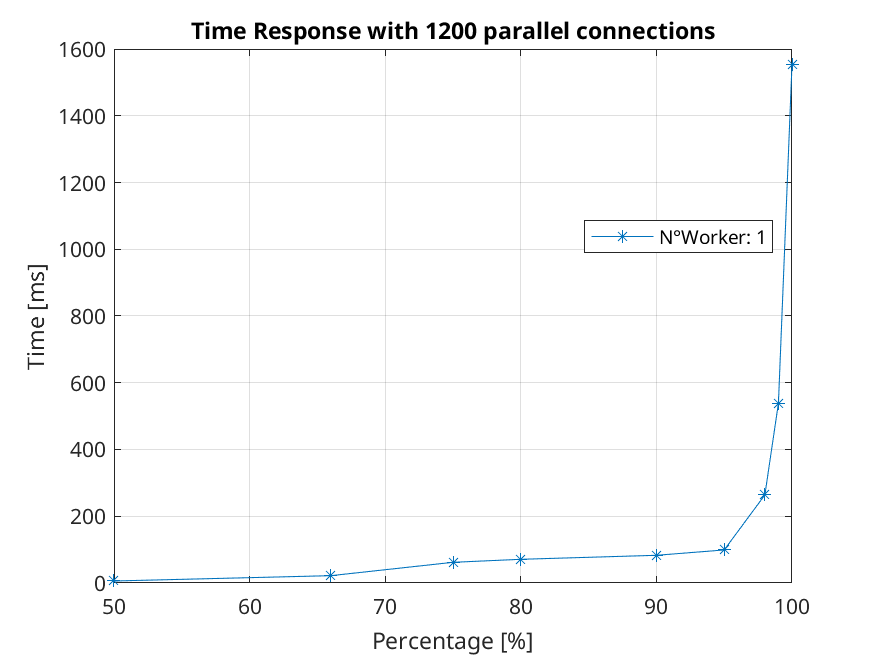 Time Response with 1200 parallel connections
1600
1400
1200
1000
800
600
400
200
0
Time [ms]
N°Worker: 1
50 60 70 80 90 100
Percentage [%]